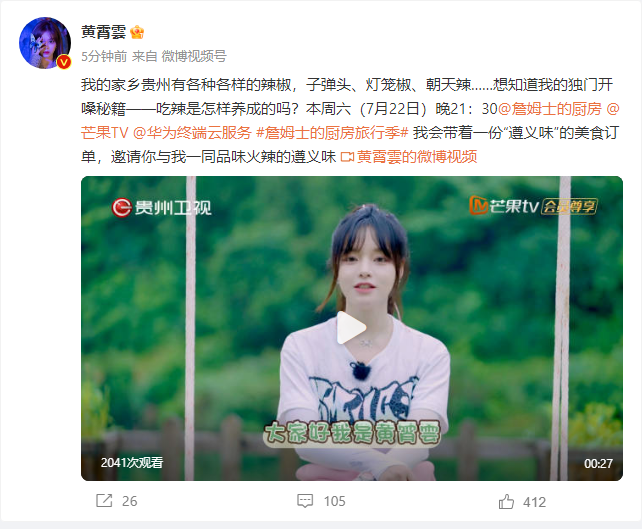 黄霄雲
5分钟前 来自 微博视频号
我的家乡贵州有各种各样的辣椒，子弹头、灯笼椒、朝天辣......想知道我的独门开
嗓秘籍——吃辣是怎样养成的吗？本周六（7月22日）晚21：30@詹姆士的厨房 @
芒果TV @华为终端云服务 #詹姆士的厨房旅行季# 我会带着一份“遵义味”的美食订
单，邀请你与我一同品味火辣的遵义味 黄霄雲的微博视频
贵州卫视
芒果tv 会员尊享
大家好我是黄霄雲
2041次观看
00:27
26
105
412